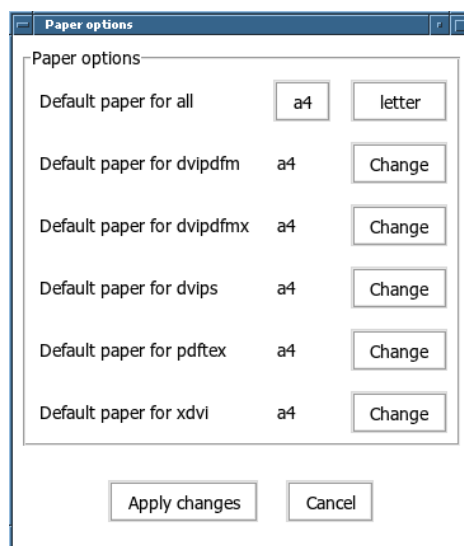 Paper options
Paper options
Default paper for all a4 letter
Default paper for dvipdfm a4 Change
Default paper for dvipdfmx a4 Change
Default paper for dvips a4 Change
Default paper for pdftex a4 Change
Default paper for xdvi a4 Change
Apply changes Cancel